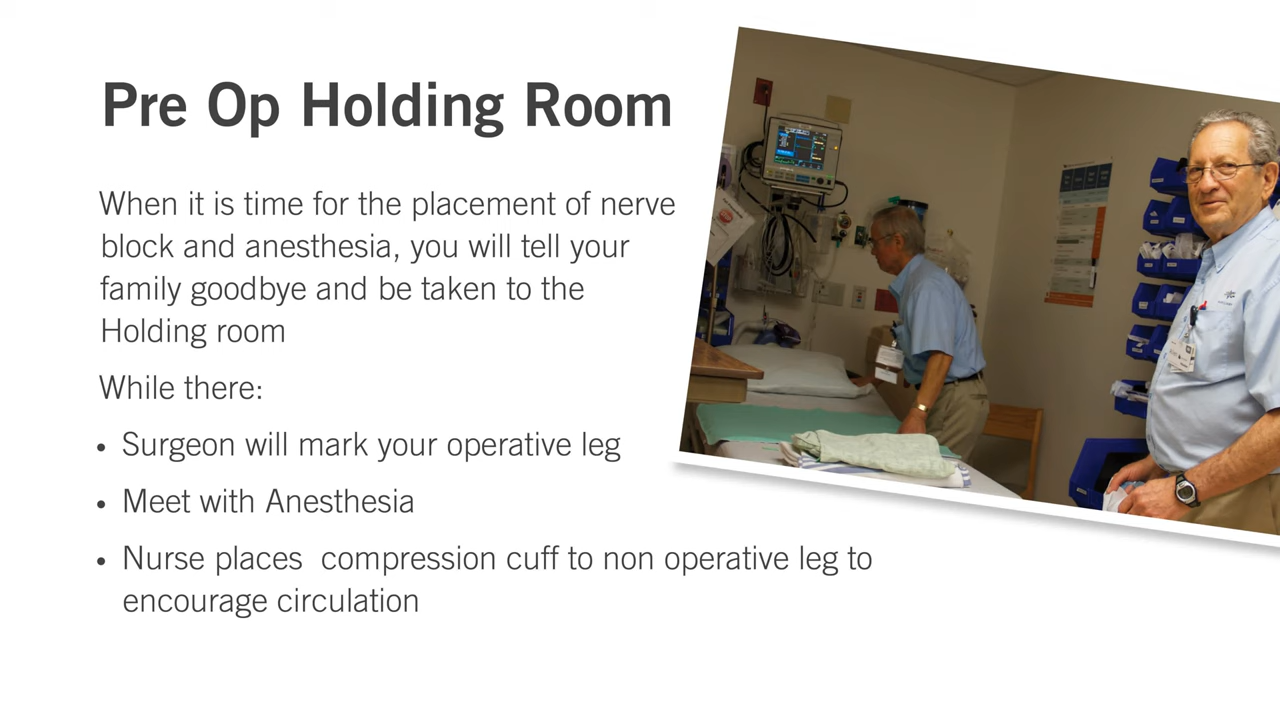 Pre Op Holding Room
When it is time for the placement of nerve
block and anesthesia, you will tell your
family goodbye and be taken to the
Holding room
While there:
• Surgeon will mark your operative leg
• Meet with Anesthesia
• Nurse places  compression cuff to non operative leg to
encourage circulation